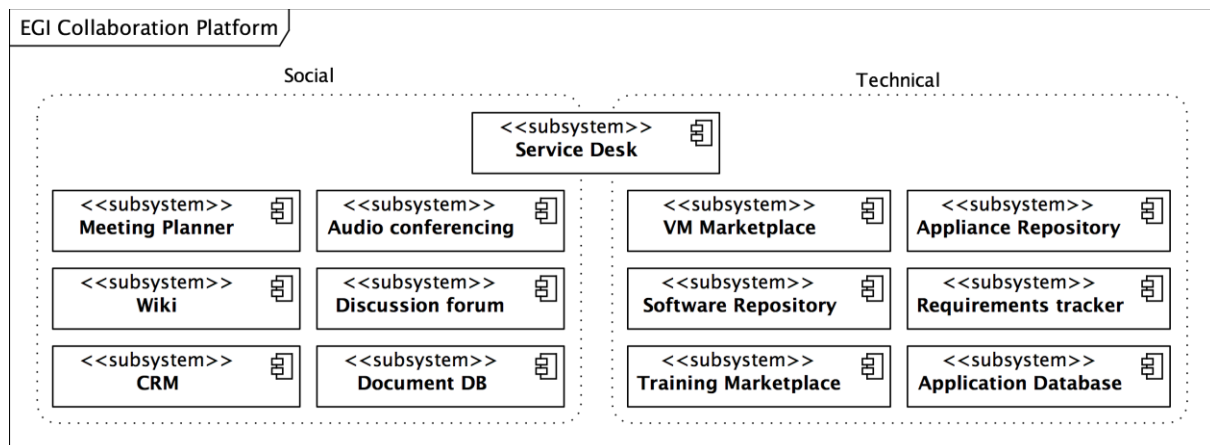 EGI Collaboration Platform
Social
Technical
<<subsystem>>
Service Desk
<<subsystem>>
Meeting Planner
<<subsystem>>
Audio conferencing
<<subsystem>>
VM Marketplace
<<subsystem>>
Appliance Repository
<<subsystem>>
Wiki
<<subsystem>>
Discussion forum
<<subsystem>>
Software Repository
<<subsystem>>
Requirements tracker
<<subsystem>>
CRM
<<subsystem>>
Document DB
<<subsystem>>
Training Marketplace
<<subsystem>>
Application Database